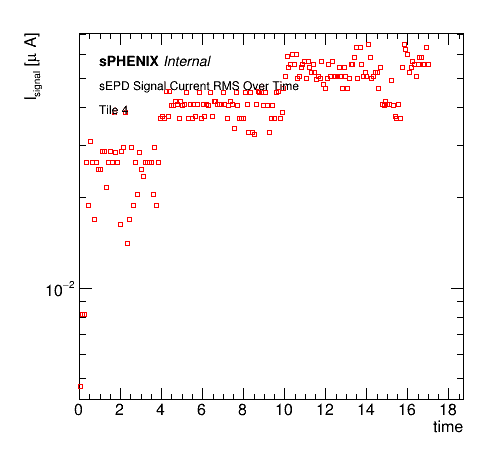 I_signal [μ A]
sPHENIX Internal
sEPD Signal Current RMS Over Time
Tile 4
10⁻²
0 2 4 6 8 10 12 14 16 18
time